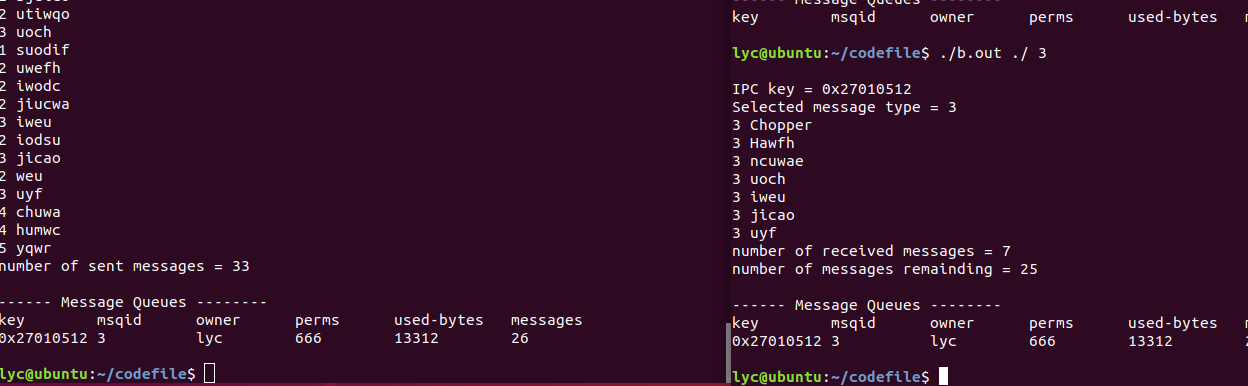 2 utiwqo
3 uoch
1 suodif
2 uwefh
2 iwodc
2 jiucwa
3 iweu
2 iodsu
3 jicao
2 weu
3 uyf
4 chuwa
4 humwc
5 yqwr
number of sent messages = 33
------ Message Queues --------
key msqid owner perms used-bytes messages
0x27010512 3 lyc 666 13312 26
lyc@ubuntu:~/codefile$
------ Message Queues --------
key msqid owner perms used-bytes
lyc@ubuntu:~/codefile$ ./b.out ./ 3
IPC key = 0x27010512
Selected message type = 3
3 Chopper
3 Hawfh
3 ncuwae
3 uoch
3 iweu
3 jicao
3 uyf
number of received messages = 7
number of messages remainding = 25
------ Message Queues --------
key msqid owner perms used-bytes
0x27010512 3 lyc 666 13312
lyc@ubuntu:~/codefile$